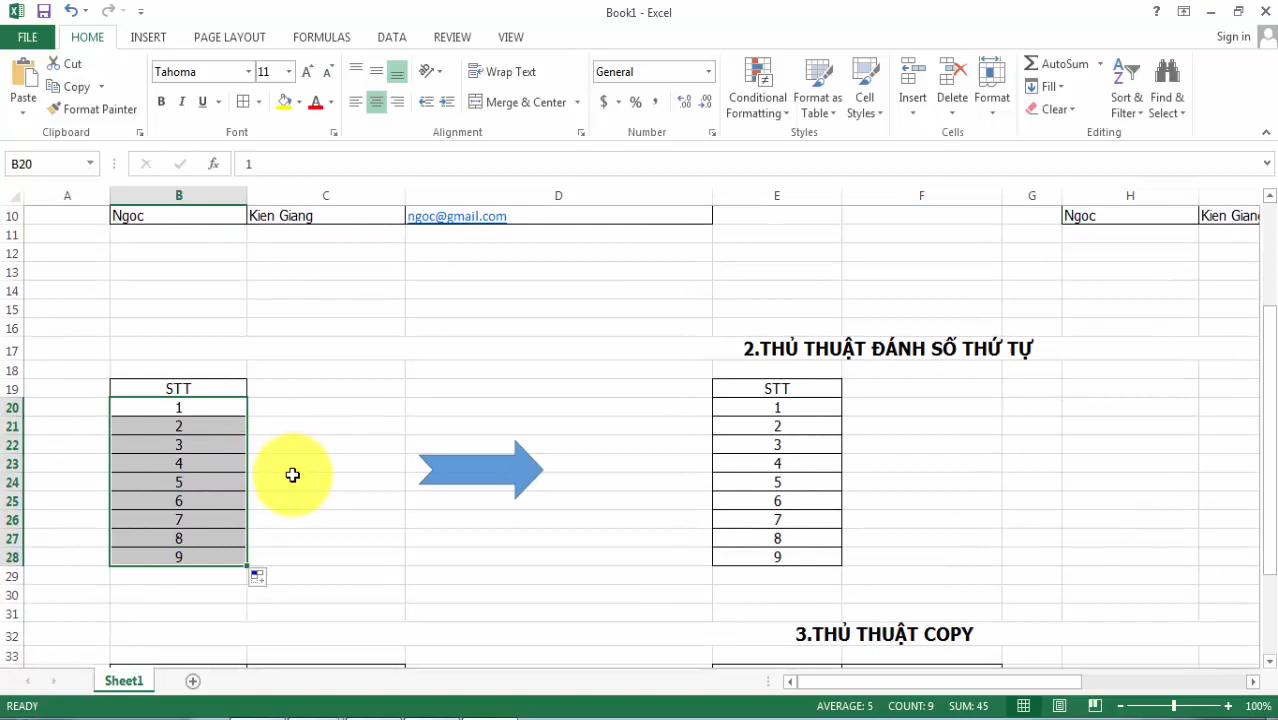 Book1 - Excel
FILE HOME INSERT PAGE LAYOUT FORMULAS DATA REVIEW VIEW Sign in
Paste
Cut
Copy
Format Painter
Clipboard
Tahoma 11
B I U A
Font
Wrap Text
Merge & Center
Alignment
General
$ % ,
Number
Conditional Formatting
Format as Table
Cell Styles
Styles
Insert
Delete
Format
Cells
AutoSum
Fill
Clear
Sort & Filter
Find & Select
Editing
B20 fx 1
A B C D E F G H
10 Ngoc Kien Giang ngoc@gmail.com Ngoc Kien Giang
11
12
13
14
15
16
17 2.THỦ THUẬT ĐÁNH SỐ THỨ TỰ
18
19 STT STT
20 1 1
21 2 2
22 3 3
23 4 4
24 5 5
25 6 6
26 7 7
27 8 8
28 9 9
29
30
31
32 3.THỦ THUẬT COPY
33
Sheet1
READY AVERAGE: 5 COUNT: 9 SUM: 45 100%